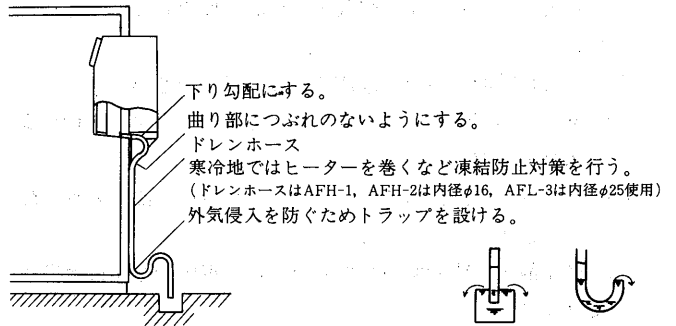 下り勾配にする。
曲り部につぶれのないようにする。
ドレンホース
寒冷地ではヒーターを巻くなど凍結防止対策を行う。
(ドレンホースはAFH-1, AFH-2は内径φ16, AFL-3は内径φ25使用)
外気侵入を防ぐためトラップを設ける。